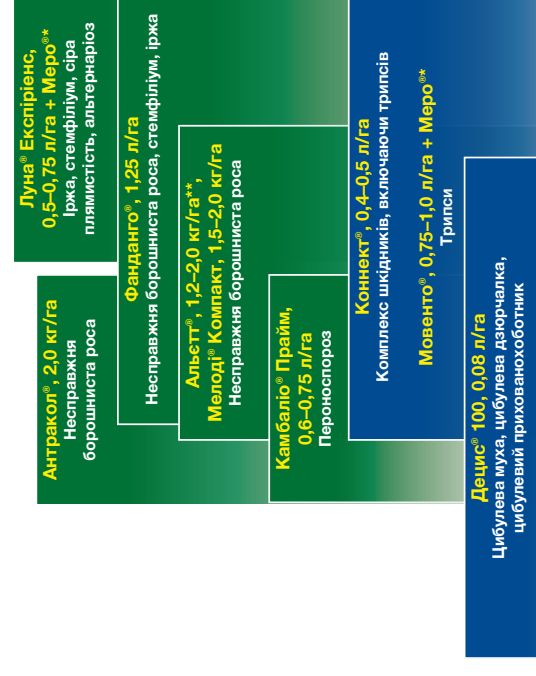 Луна® Експіріенс,
0,5–0,75 л/га + Меро®*
Іржа, стемфіліум, сіра
плямистість, альтернаріоз
Антракол®, 2,0 кг/га
Несправжня
борошниста роса
Фанданго®, 1,25 л/га
Несправжня борошниста роса, стемфіліум, іржа
Альєтт®, 1,2–2,0 кг/га**,
Мелоді® Компакт, 1,5–2,0 кг/га
Несправжня борошниста роса
Камбаліо® Прайм,
0,6–0,75 л/га
Пероноспороз
Коннект®, 0,4–0,5 л/га
Комплекс шкідників, включаючи трипсів
Мовенто®, 0,75–1,0 л/га + Меро®*
Трипси
Децис® 100, 0,08 л/га
Цибулева муха, цибулева дзюрчалка,
цибулевий прихованохоботник